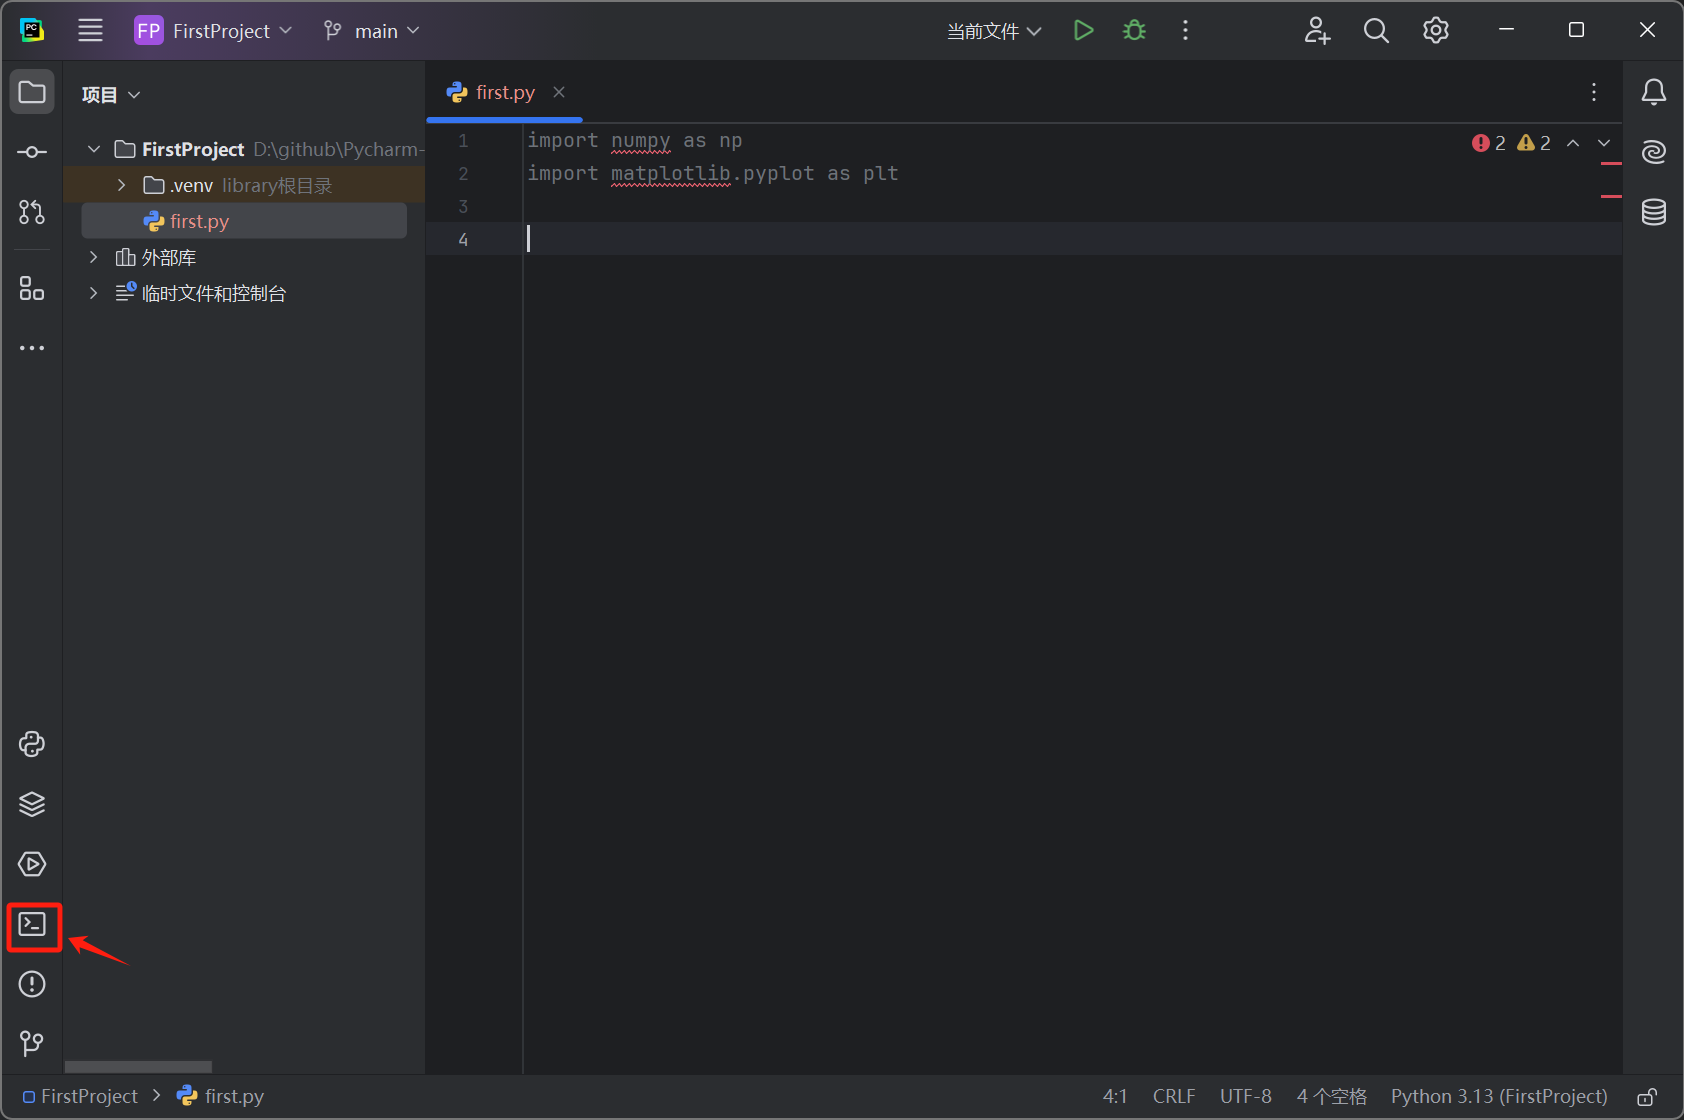 PC
FP FirstProject main 当前文件
项目
first.py
FirstProject D:\github\Pycharm-
.venv library根目录
first.py
外部库
临时文件和控制台
1 import numpy as np
2 import matplotlib.pyplot as plt
3
4
2 2
FirstProject first.py 4:1 CRLF UTF-8 4 个空格 Python 3.13 (FirstProject)